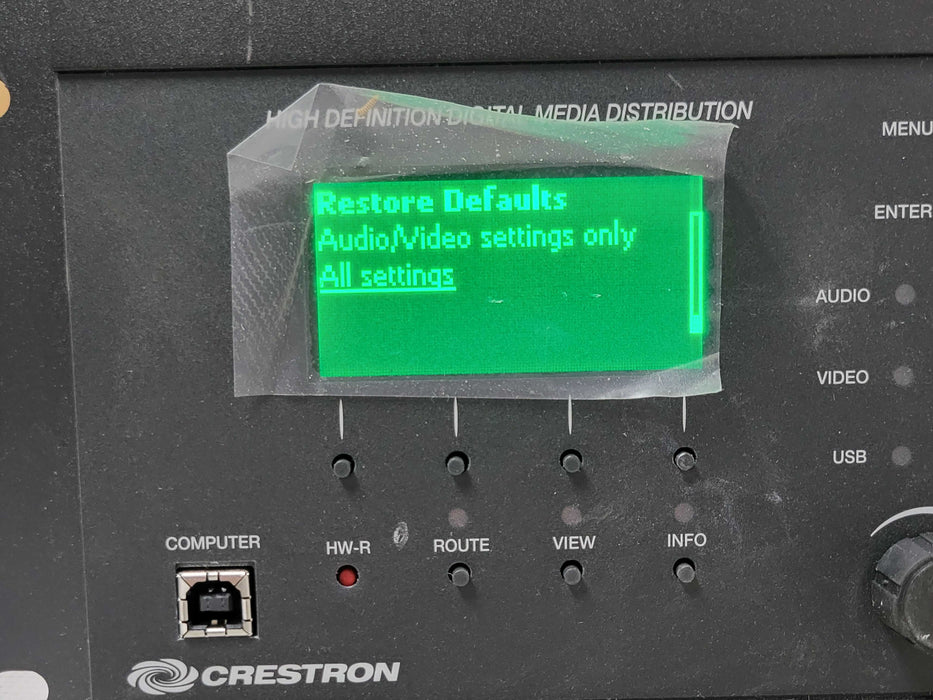 HIGH DEFINITION DIGITAL MEDIA DISTRIBUTION
MENU
ENTER
Restore Defaults
Audio/Video settings only
All settings
AUDIO
VIDEO
USB
COMPUTER
HW-R
ROUTE
VIEW
INFO
CRESTRON